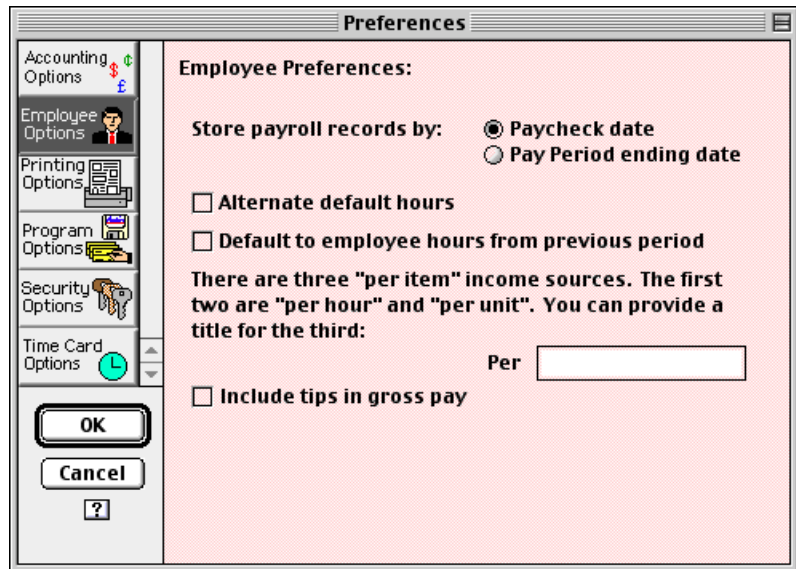 Preferences
Accounting
Options
$ ¢
£
Employee
Options
Printing
Options
Program
Options
Security
Options
Time Card
Options
OK
Cancel
?
Employee Preferences:
Store payroll records by:
Paycheck date
Pay Period ending date
Alternate default hours
Default to employee hours from previous period
There are three "per item" income sources. The first
two are "per hour" and "per unit". You can provide a
title for the third:
Per
Include tips in gross pay